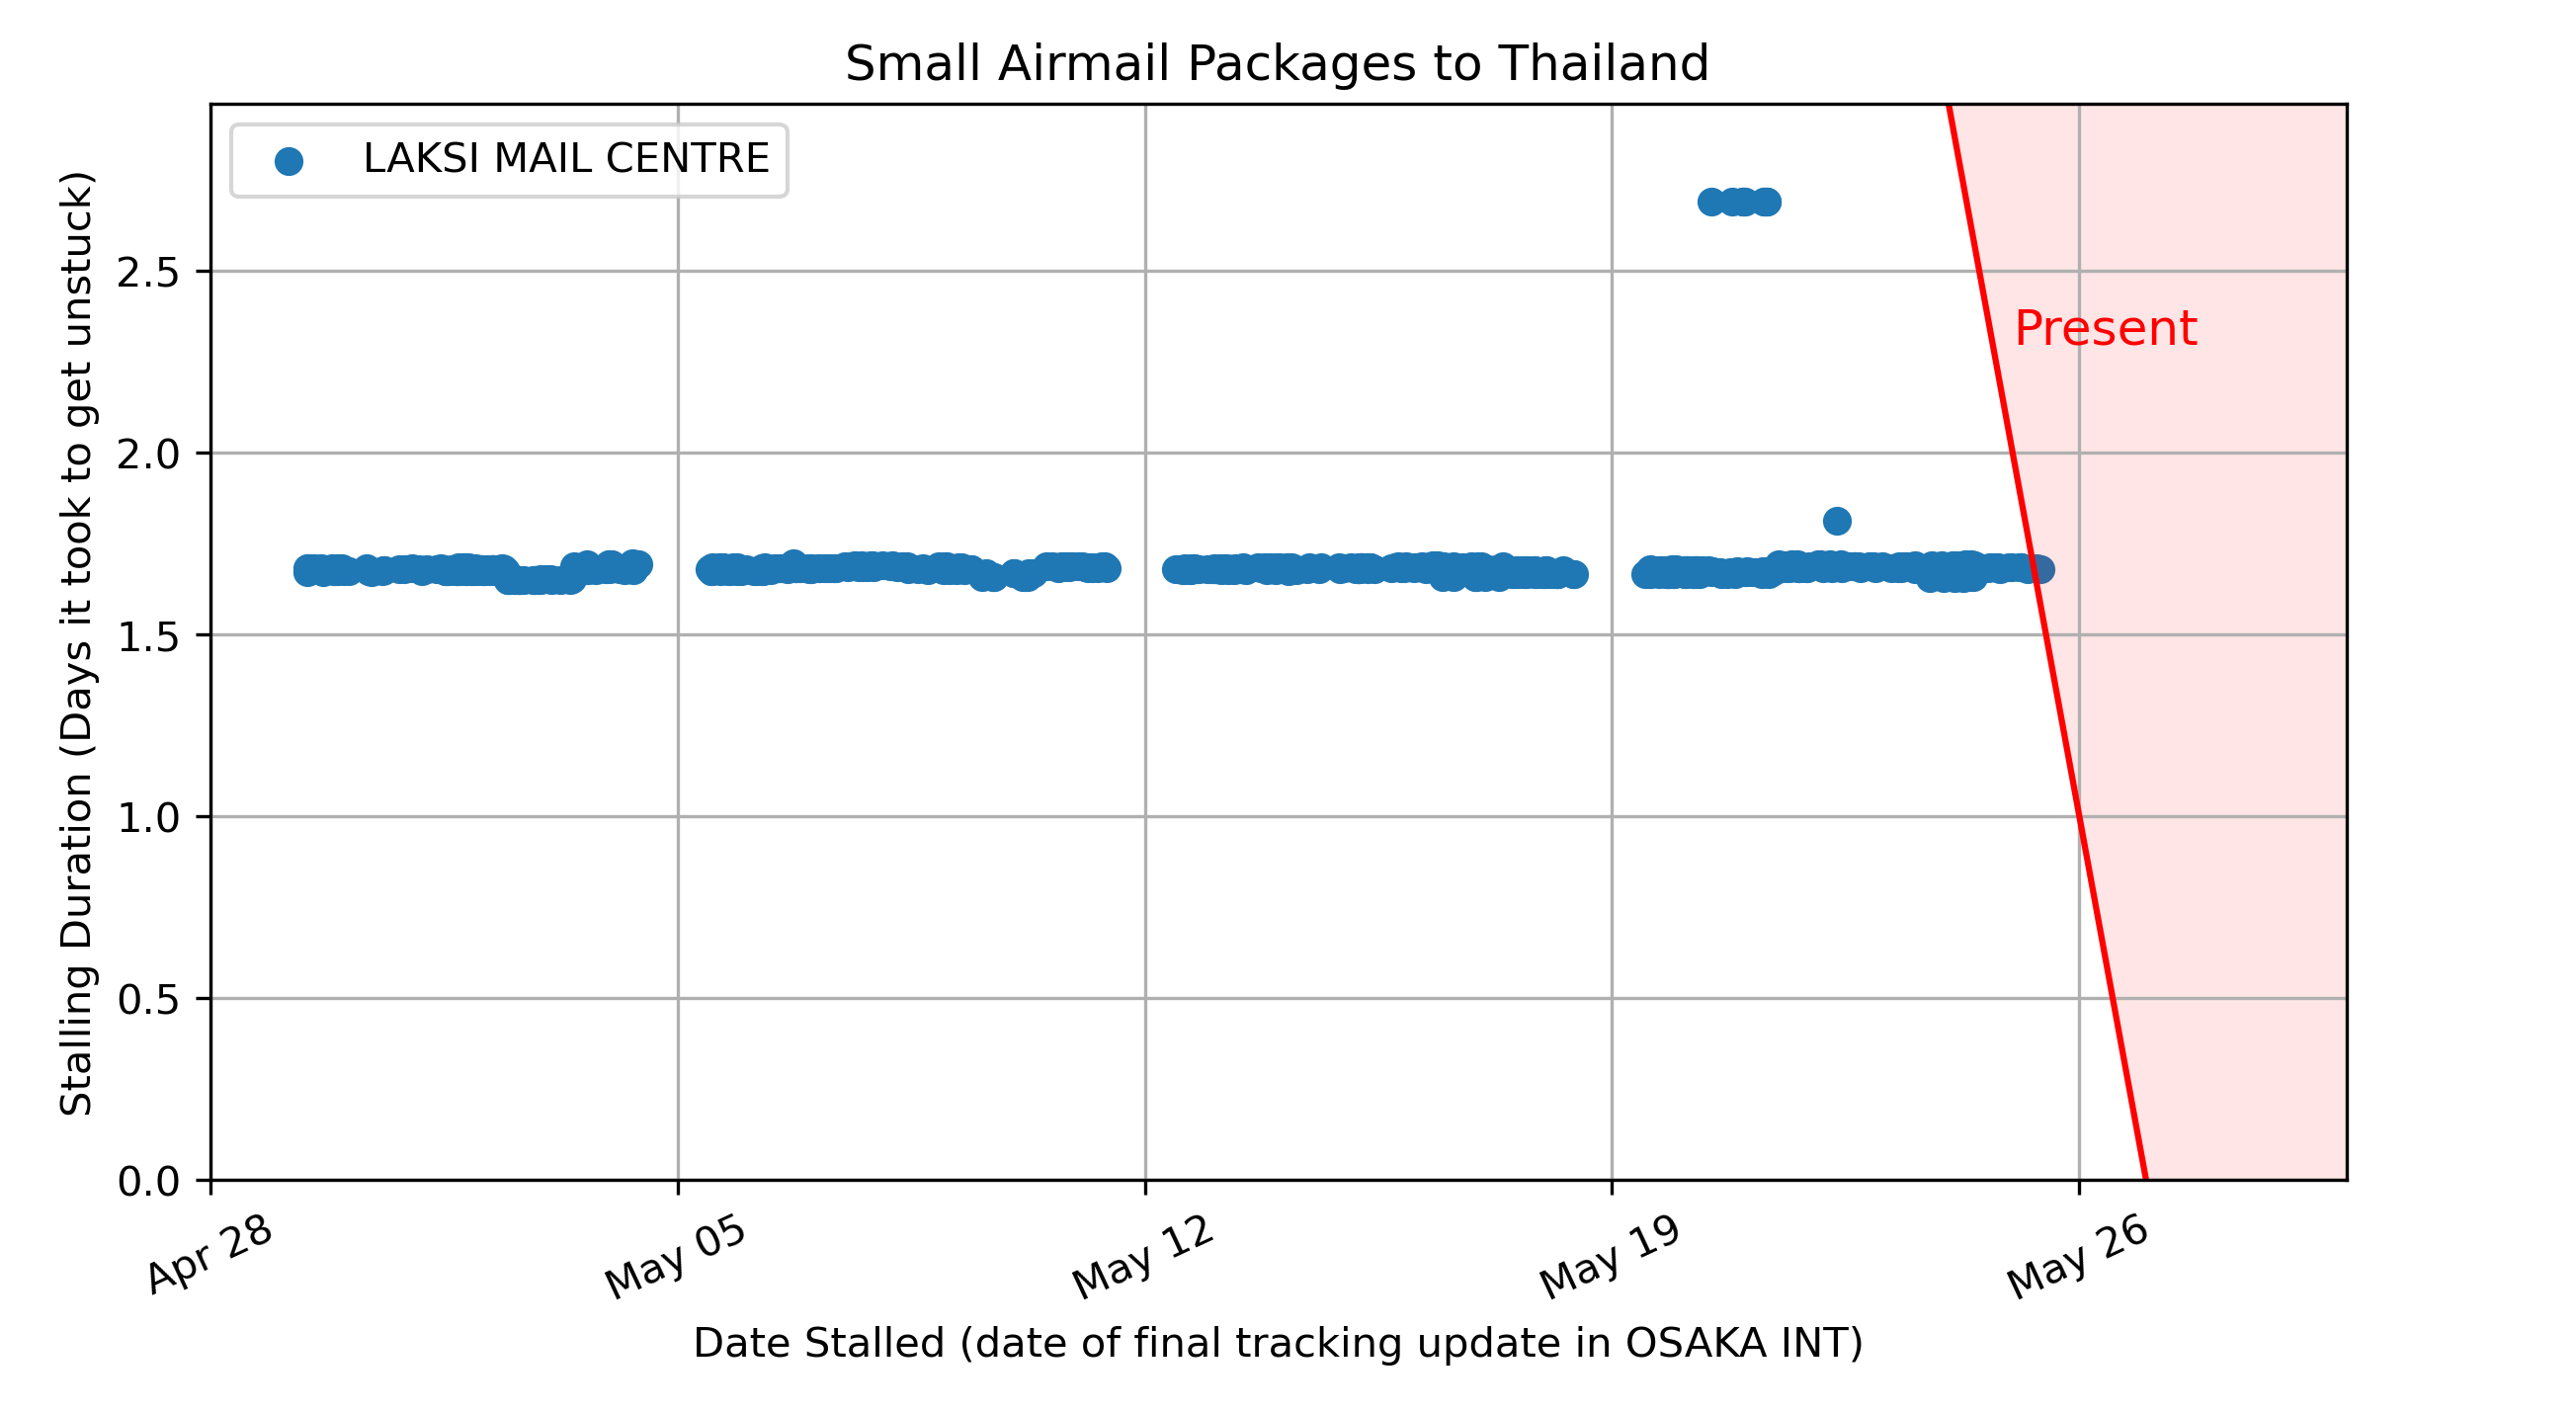 Small Airmail Packages to Thailand
LAKSI MAIL CENTRE
Present
Stalling Duration (Days it took to get unstuck)
2.5
2.0
1.5
1.0
0.5
0.0
Apr 28
May 05
May 12
May 19
May 26
Date Stalled (date of final tracking update in OSAKA INT)